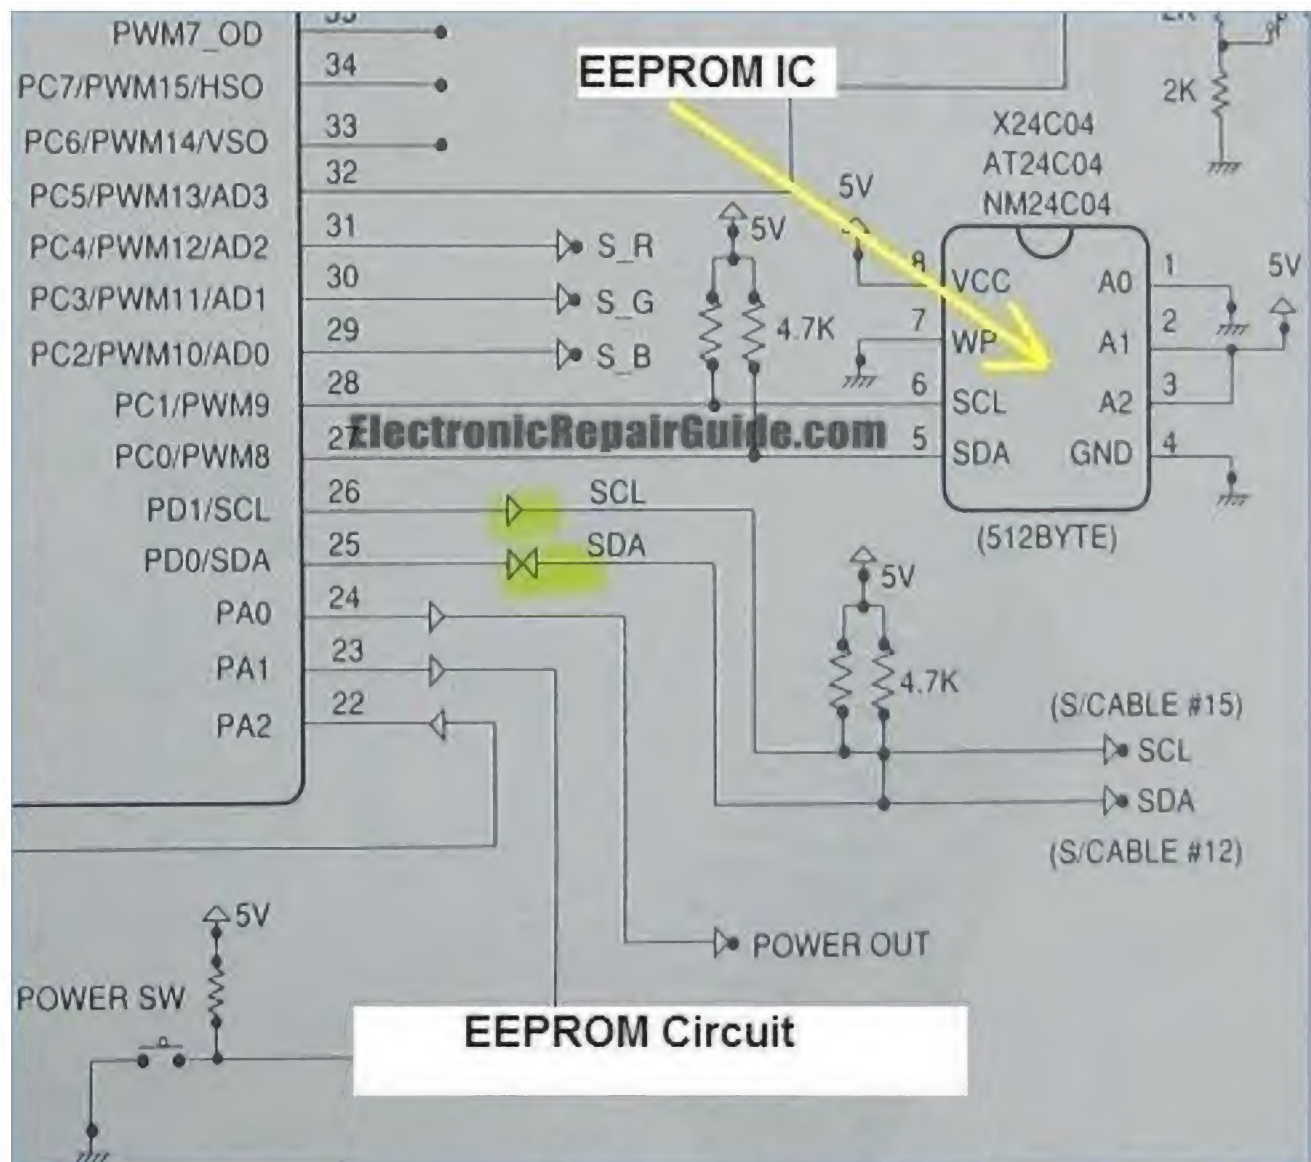 PWM7_OD
PC7/PWM15/HSO
34
PC6/PWM14/VSO
33
PC5/PWM13/AD3
32
PC4/PWM12/AD2
31
S_R
PC3/PWM11/AD1
30
S_G
PC2/PWM10/AD0
29
S_B
PC1/PWM9
28
PC0/PWM8
27
ElectronicRepairGuide.com
PD1/SCL
26
SCL
PD0/SDA
25
SDA
PA0
24
PA1
23
PA2
22
EEPROM IC
2K
X24C04
AT24C04
NM24C04
5V
5V
4.7K
8
VCC
A0
1
5V
7
WP
A1
2
6
SCL
A2
3
5
SDA
GND
4
(512BYTE)
5V
4.7K
(S/CABLE #15)
SCL
SDA
(S/CABLE #12)
POWER OUT
5V
POWER SW
EEPROM Circuit